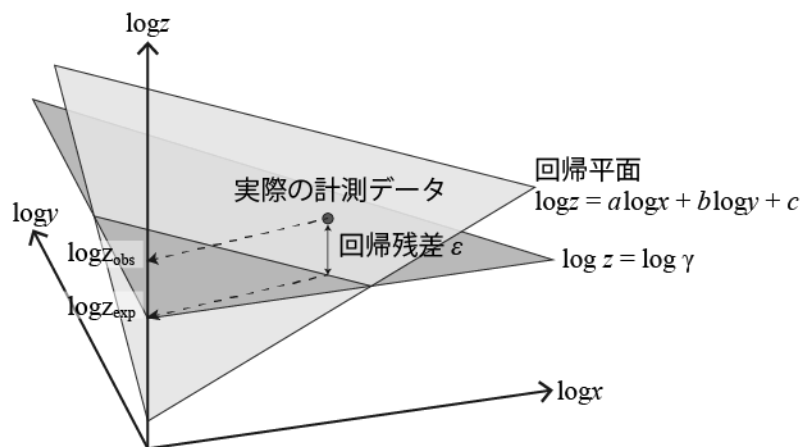 logz
回帰平面
logz = alogx + blogy + c
実際の計測データ
logy
回帰残差 ε
logzobs
log z = log γ
logzexp
logx